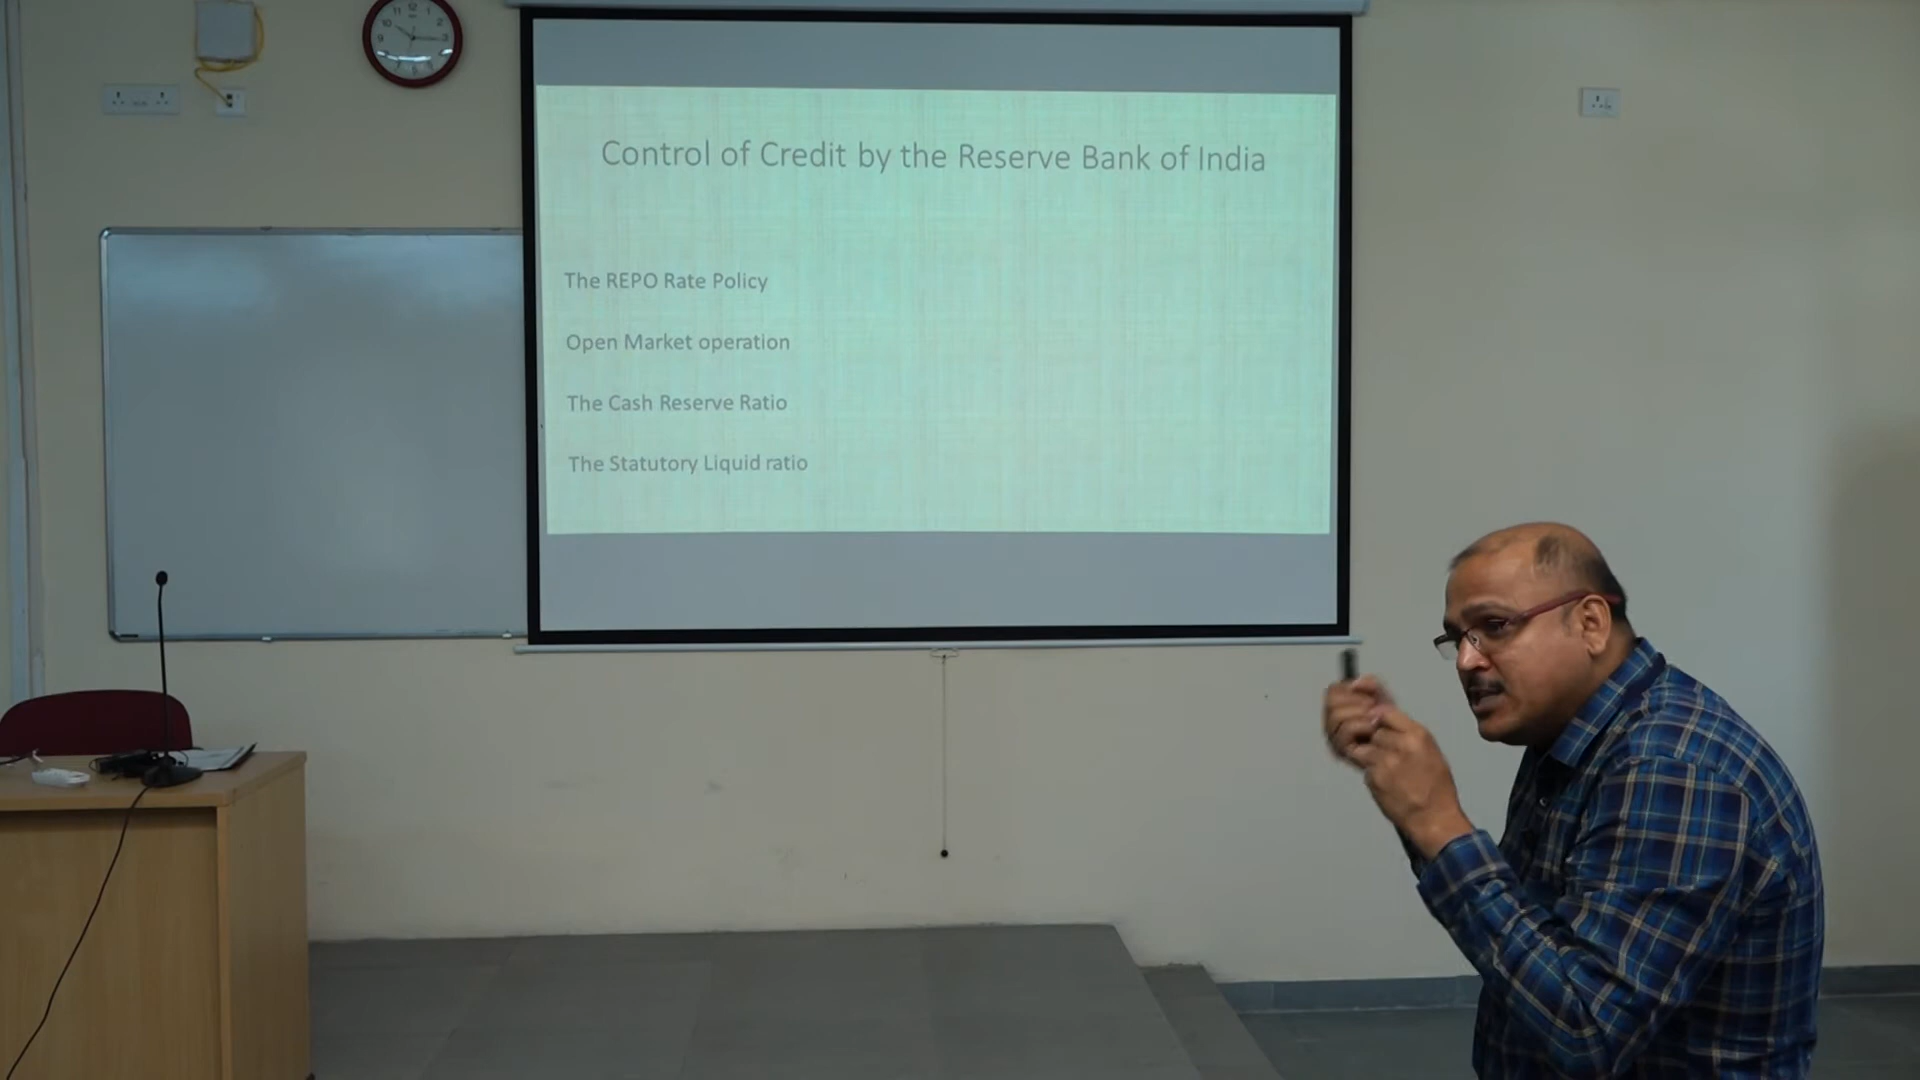 Control of Credit by the Reserve Bank of India
The REPO Rate Policy
Open Market operation
The Cash Reserve Ratio
The Statutory Liquid ratio